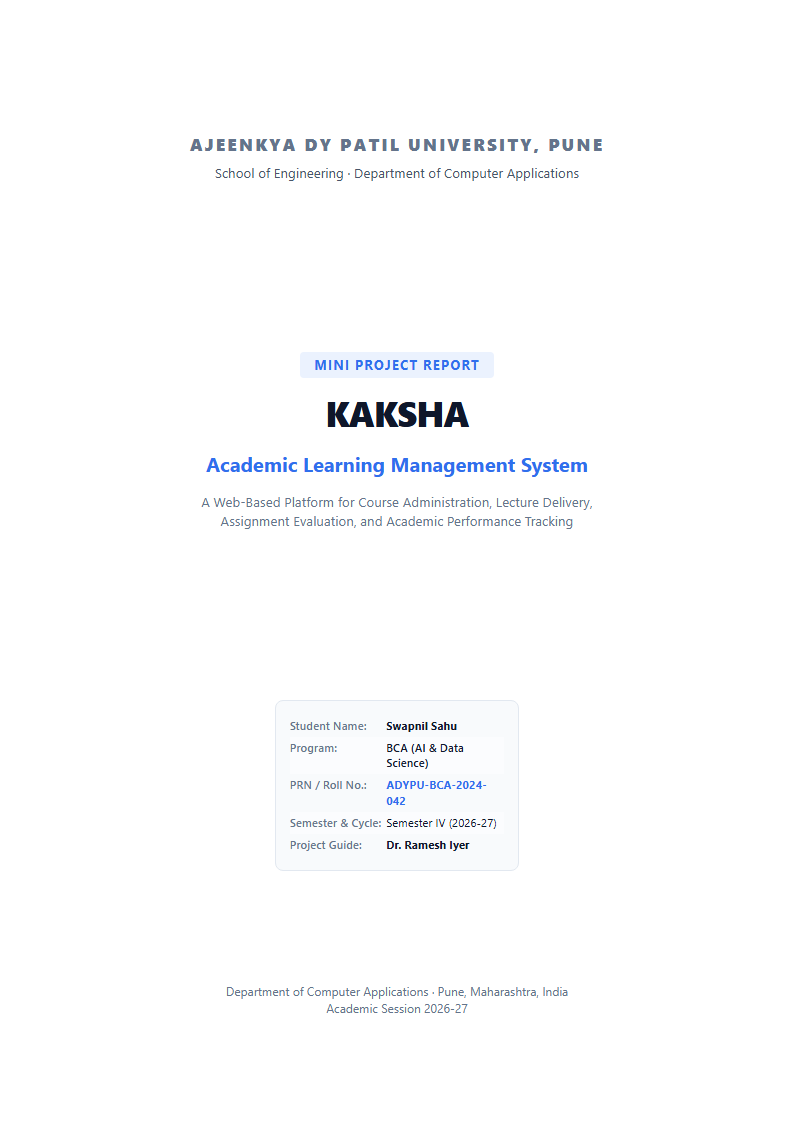 AJEENKYA DY PATIL UNIVERSITY, PUNE
School of Engineering · Department of Computer Applications
MINI PROJECT REPORT
KAKSHA
Academic Learning Management System
A Web-Based Platform for Course Administration, Lecture Delivery,
Assignment Evaluation, and Academic Performance Tracking
Student Name: Swapnil Sahu
Program: BCA (AI & Data
Science)
PRN / Roll No.: ADYPU-BCA-2024-
042
Semester & Cycle: Semester IV (2026-27)
Project Guide: Dr. Ramesh Iyer
Department of Computer Applications · Pune, Maharashtra, India
Academic Session 2026-27